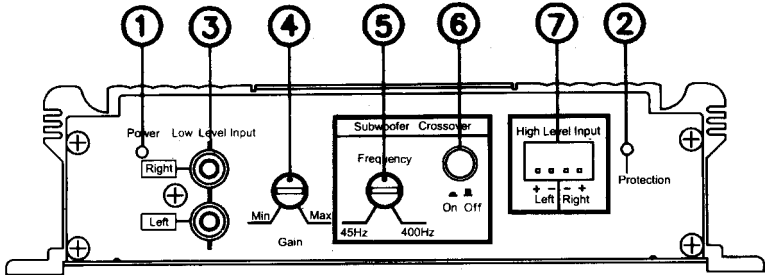 1 3 4 5 6 7 2
Power Low Level Input
Right
Left
Min Max
Gain
Subwoofer Crossover
Frequency
45Hz 400Hz
On Off
High Level Input
+ − − +
Left Right
Protection